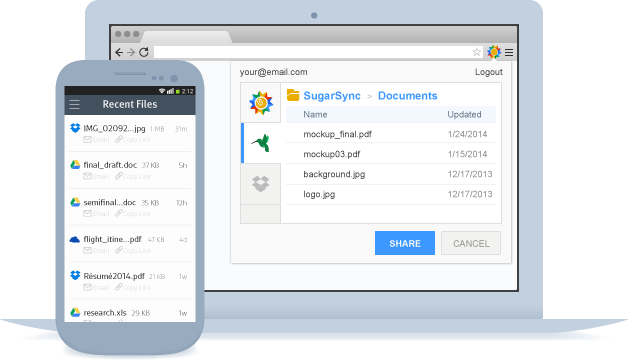 your@email.com Logout
SugarSync > Documents
Name Updated
mockup_final.pdf 1/24/2014
mockup03.pdf 1/15/2014
background.jpg 12/17/2013
logo.jpg 12/17/2013
SHARE CANCEL
2:12
Recent Files
IMG_02092...jpg 1 MB 31m
Email Copy Link
final_draft.doc 37 KB 5h
Email Copy Link
semifinal...doc 35 KB 12h
Email Copy Link
flight_itine...pdf 47 KB 4d
Email Copy Link
Résumé2014.pdf 21 KB 1w
Email Copy Link
research.xls 29 KB 1w
Email Copy Link